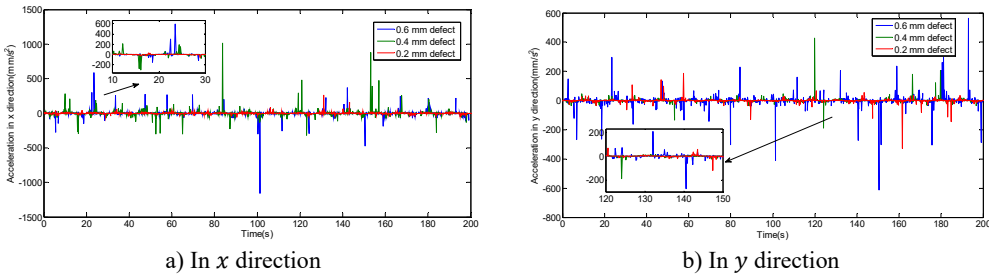 1500
1000
500
0
-500
-1000
-1500
Acceleration in x direction(mm/s²)
0 20 40 60 80 100 120 140 160 180 200
Time(s)
600
400
200
0
-200
10 20 30
0.6 mm defect
0.4 mm defect
0.2 mm defect
a) In x direction
600
400
200
0
-200
-400
-600
-800
Acceleration in y direction(mm/s²)
0 20 40 60 80 100 120 140 160 180 200
Time(s)
200
0
-200
120 130 140 150
0.6 mm defect
0.4 mm defect
0.2 mm defect
b) In y direction